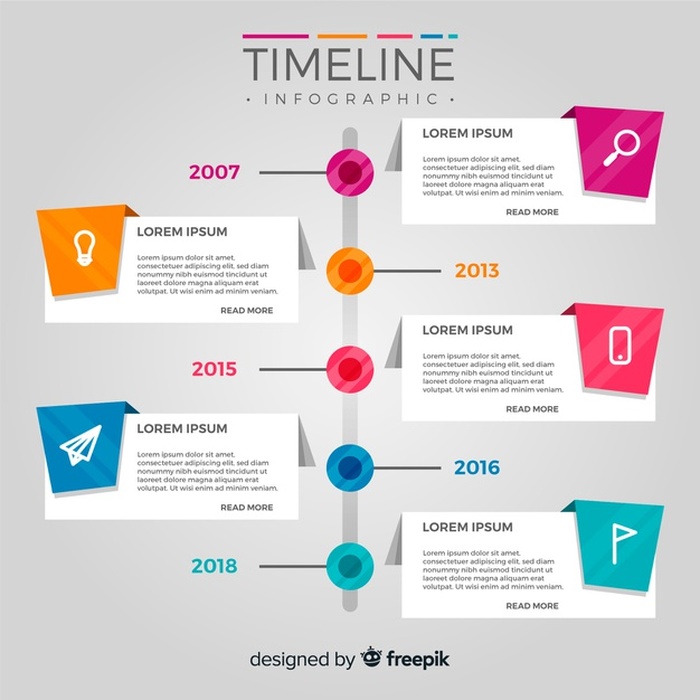 TIMELINE
• INFOGRAPHIC •
2007
LOREM IPSUM
Lorem ipsum dolor sit amet,
consectetuer adipiscing elit, sed diam
nonummy nibh euismod tincidunt ut
laoreet dolore magna aliquam erat
volutpat. Ut wisi enim ad minim veniam,
READ MORE
LOREM IPSUM
Lorem ipsum dolor sit amet,
consectetuer adipiscing elit, sed diam
nonummy nibh euismod tincidunt ut
laoreet dolore magna aliquam erat
volutpat. Ut wisi enim ad minim veniam,
READ MORE
2013
2015
LOREM IPSUM
Lorem ipsum dolor sit amet,
consectetuer adipiscing elit, sed diam
nonummy nibh euismod tincidunt ut
laoreet dolore magna aliquam erat
volutpat. Ut wisi enim ad minim veniam,
READ MORE
LOREM IPSUM
Lorem ipsum dolor sit amet,
consectetuer adipiscing elit, sed diam
nonummy nibh euismod tincidunt ut
laoreet dolore magna aliquam erat
volutpat. Ut wisi enim ad minim veniam,
READ MORE
2016
2018
LOREM IPSUM
Lorem ipsum dolor sit amet,
consectetuer adipiscing elit, sed diam
nonummy nibh euismod tincidunt ut
laoreet dolore magna aliquam erat
volutpat. Ut wisi enim ad minim veniam,
READ MORE
designed by freepik